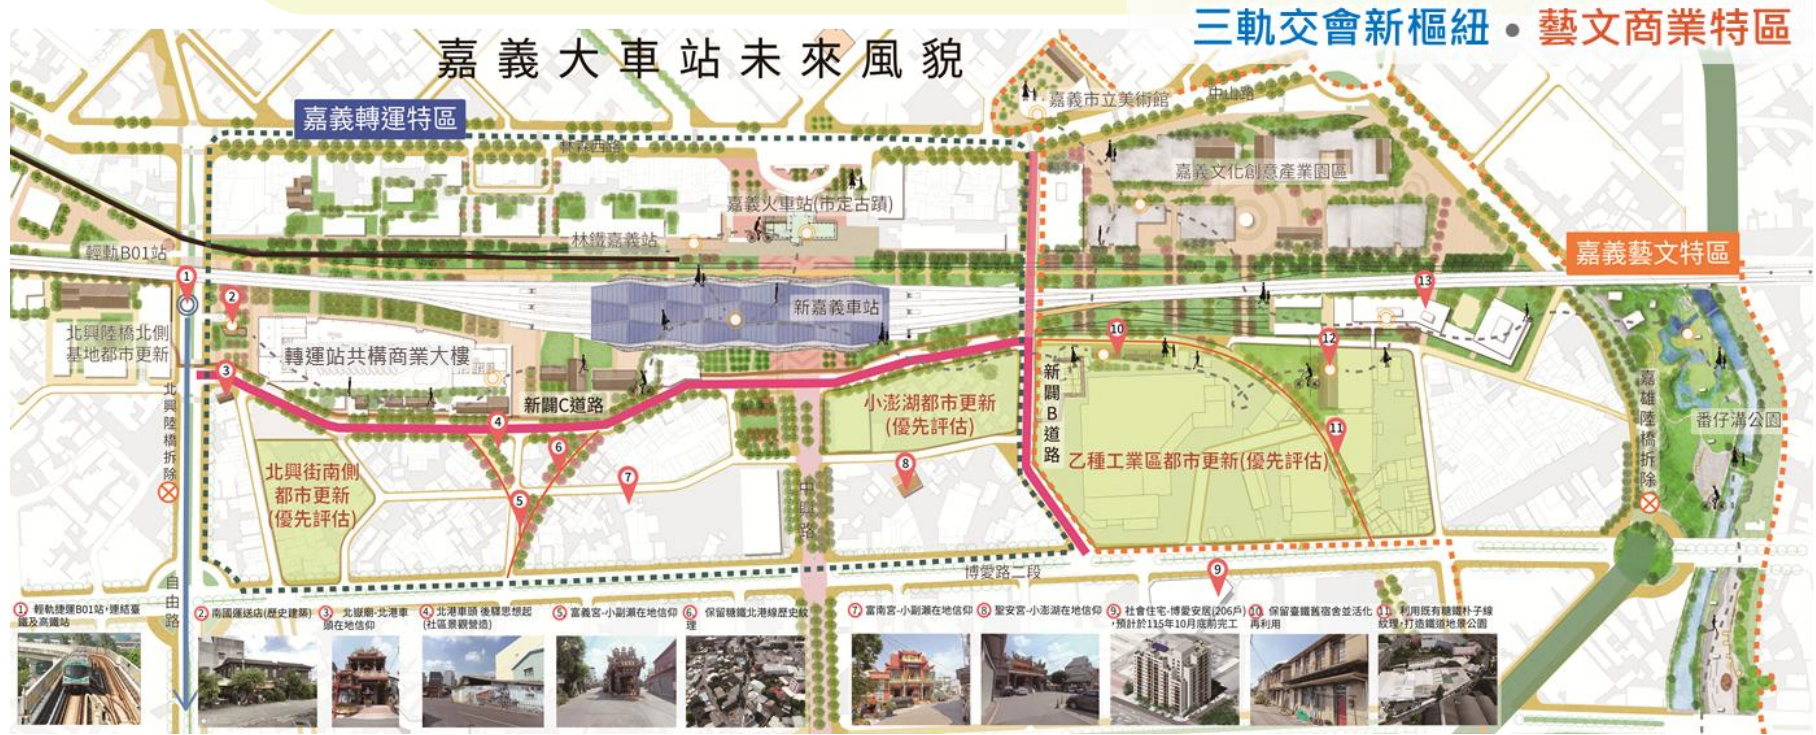 三軌交會新樞紐•藝文商業特區
嘉義大車站未來風貌
嘉義轉運特區
嘉義市立美術館
中山路
林森西路
嘉義文化創意產業園區
嘉義火車站(市定古蹟)
林鐵嘉義站
輕軌B01站
嘉義藝文特區
1
2
13
新嘉義車站
北興陸橋北側
基地都市更新
轉運站共構商業大樓
10
12
3
北興陸橋拆除
新闢C道路
小澎湖都市更新
(優先評估)
新闢B道路
嘉雄陸橋拆除
番仔溝公園
4
6
11
乙種工業區都市更新(優先評估)
北興街南側
都市更新
(優先評估)
7
8
5
中興路
博愛路二段
9
自由路
① 輕軌捷運B01站,連結臺
鐵及高鐵站
② 南國運送店(歷史建築)
③ 北嶽廟-北港車
頭在地信仰
④ 北港車頭 後驛思想起
(社區景觀營造)
⑤ 富義宮-小副瀨在地信仰
⑥ 保留糖鐵北港線歷史紋
理
⑦ 富南宮-小副瀨在地信仰
⑧ 聖安宮-小澎湖在地信仰
⑨ 社會住宅-博愛安居(206戶)
,預計於115年10月底前完工
10 保留臺鐵舊宿舍並活化
再利用
11 利用既有糖鐵朴子線
紋理,打造鐵道地景公園